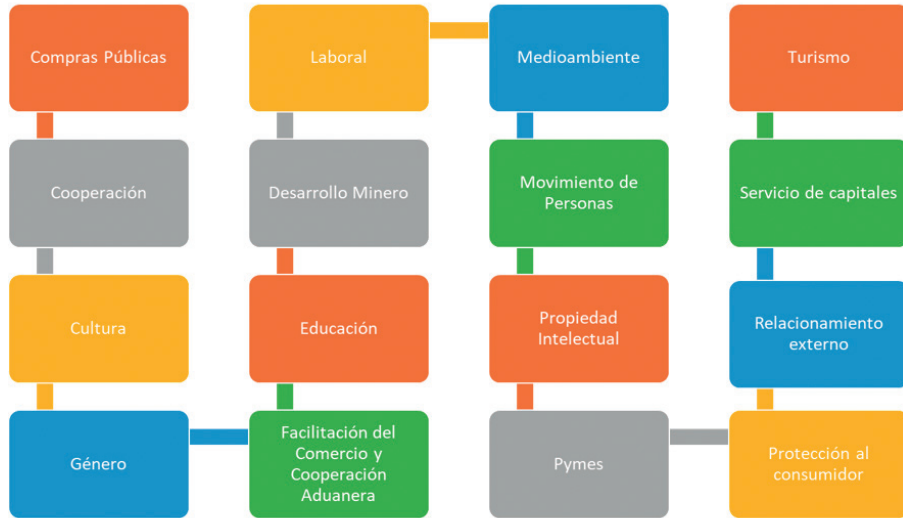 Compras Públicas
Cooperación
Cultura
Género
Facilitación del
Comercio y
Cooperación
Aduanera
Educación
Desarrollo Minero
Laboral
Medioambiente
Movimiento de
Personas
Propiedad
Intelectual
Pymes
Protección al
consumidor
Relacionamiento
externo
Servicio de capitales
Turismo